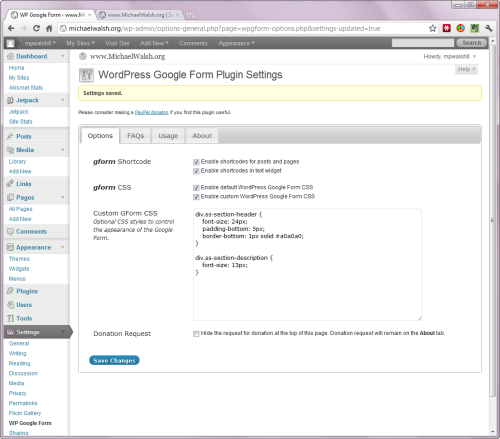 WP Google Form ‹ www.M
www.MichaelWalsh.org | S
michaelwalsh.org/wp-admin/options-general.php?page=wpgform-options.php&settings-updated=true
mpwalsh8
My Sites
Visit Site
Add New
Comments
Appearance
Search
www.MichaelWalsh.org
Howdy, mpwalsh8
Help
WordPress Google Form Plugin Settings
Settings saved.
Please consider making a PayPal donation if you find this plugin useful.
Dashboard
Home
My Sites
Akismet Stats
Jetpack
Jetpack
Site Stats
Posts
Media
Library
Add New
Links
Pages
All Pages
Add New
Comments
Appearance
Themes
Widgets
Menus
Plugins
Users
Tools
Settings
General
Writing
Reading
Discussion
Media
Privacy
Permalinks
Flickr Gallery
WP Google Form
Sharing
Options
FAQs
Usage
About
gform Shortcode
Enable shortcodes for posts and pages
Enable shortcodes in text widget
gform CSS
Enable default WordPress Google Form CSS
Enable custom WordPress Google Form CSS
Custom GForm CSS
Optional CSS styles to control
the appearance of the Google
Form.
div.ss-section-header {
font-size: 24px;
padding-bottom: 5px;
border-bottom: 1px solid #a0a0a0;
}
div.ss-section-description {
font-size: 13px;
}
Donation Request
Hide the request for donation at the top of this page. Donation request will remain on the About tab.
Save Changes